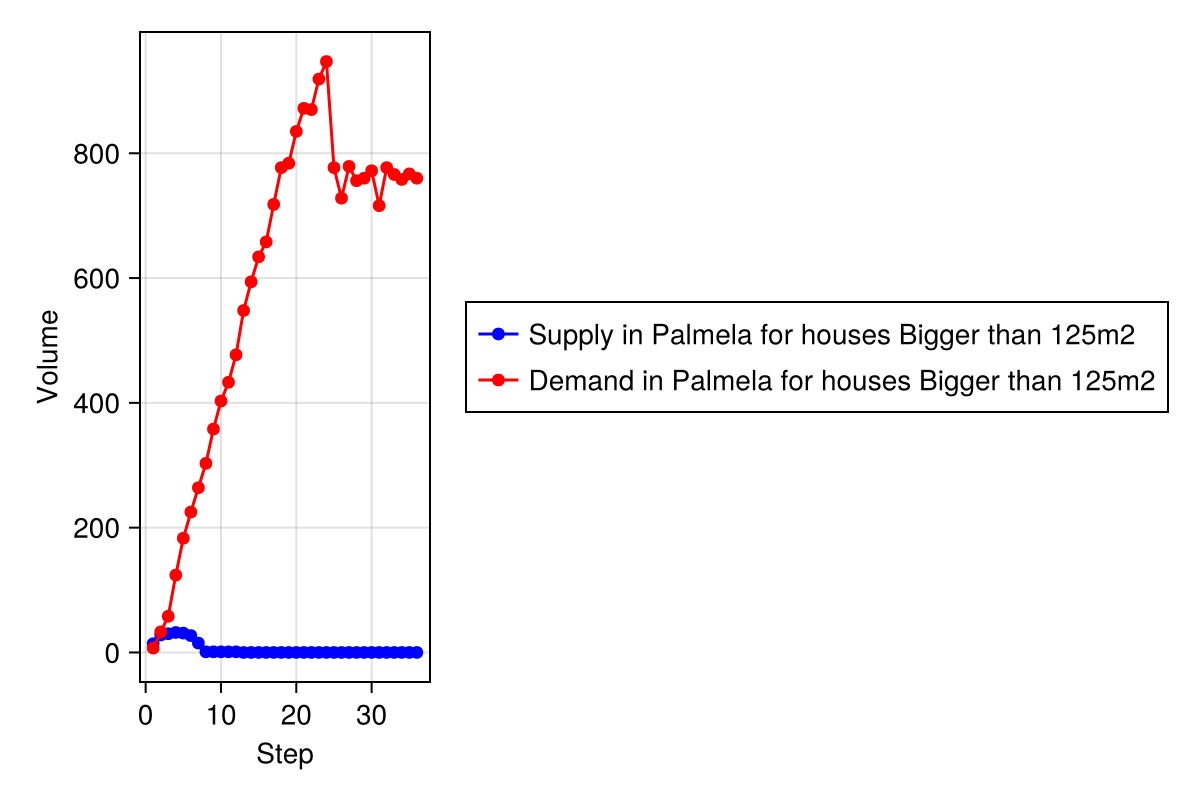 800
600
400
200
0
Volume
0 10 20 30
Step
Supply in Palmela for houses Bigger than 125m2
Demand in Palmela for houses Bigger than 125m2